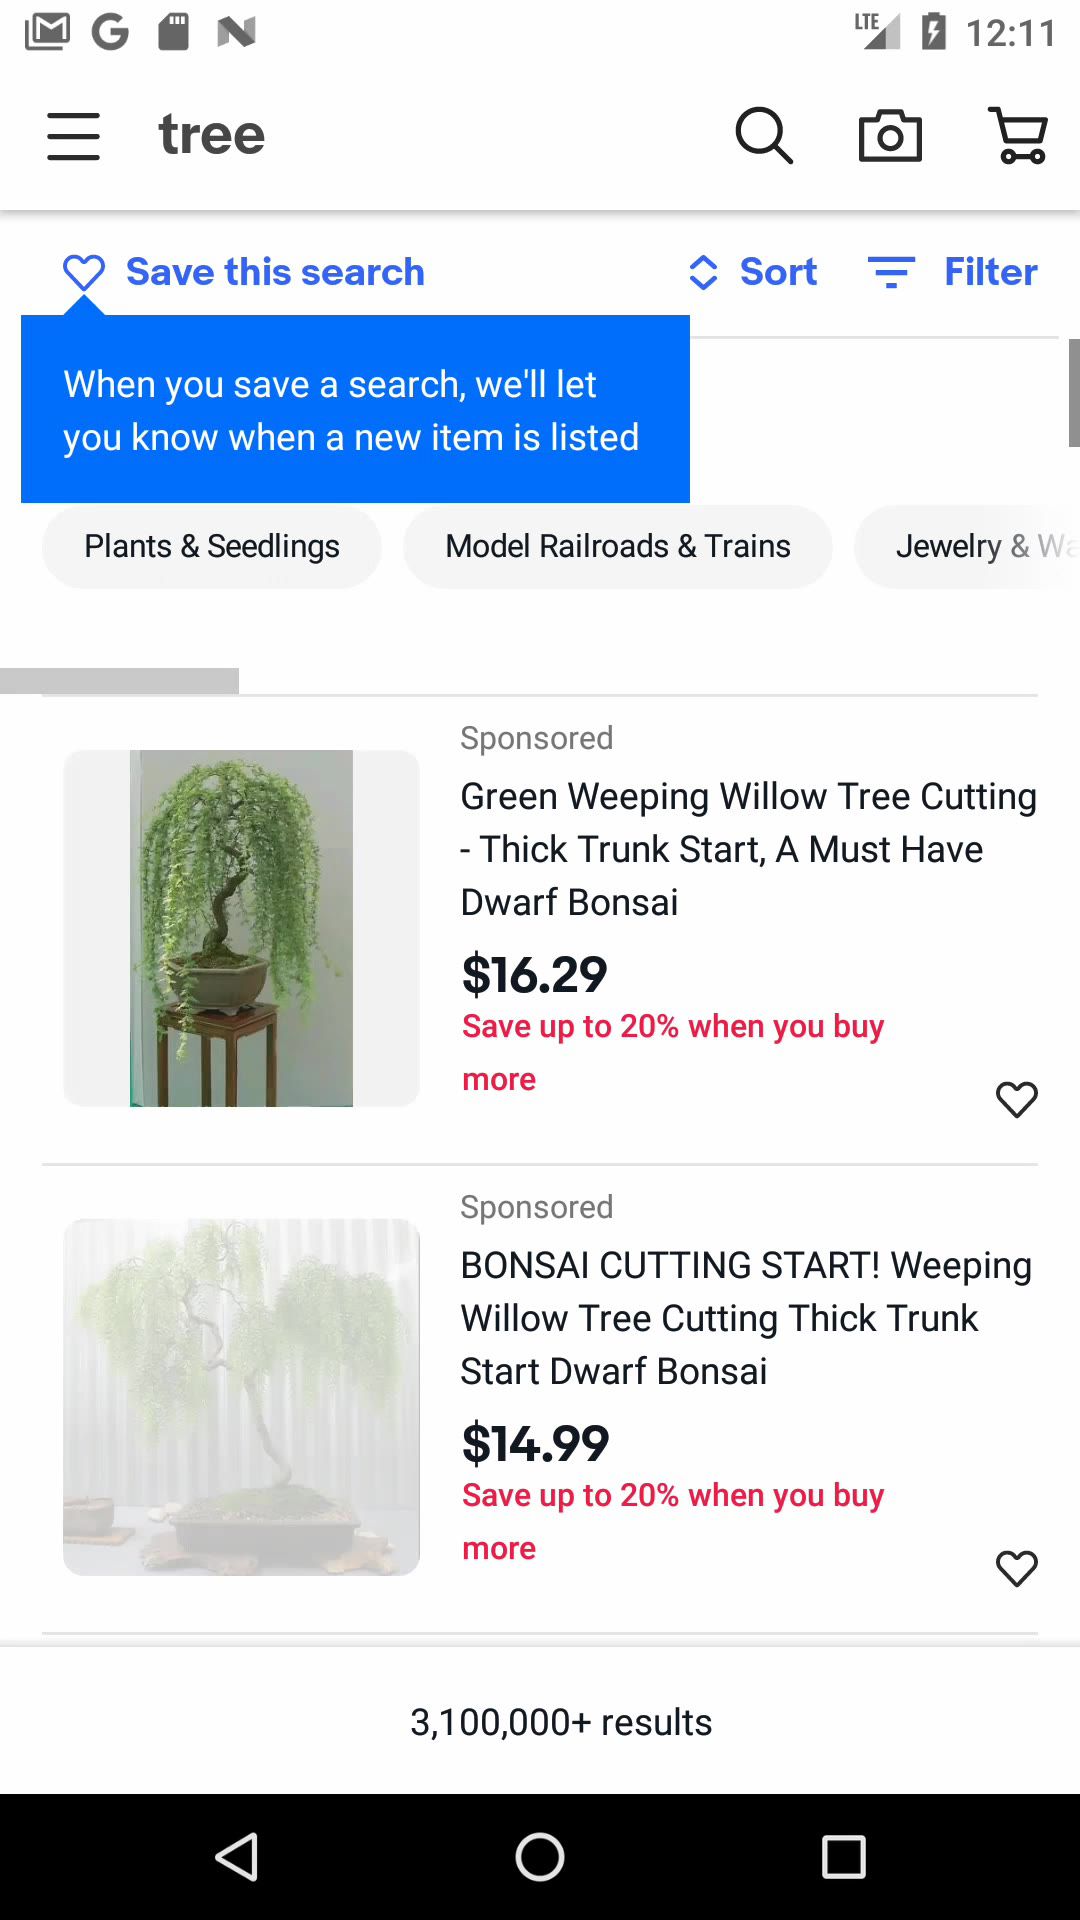 LTE 12:11
tree
Save this search
Sort
Filter
When you save a search, we'll let
you know when a new item is listed
Plants & Seedlings
Model Railroads & Trains
Jewelry &
Sponsored
Green Weeping Willow Tree Cutting
- Thick Trunk Start, A Must Have
Dwarf Bonsai
$16.29
Save up to 20% when you buy
more
Sponsored
BONSAI CUTTING START! Weeping
Willow Tree Cutting Thick Trunk
Start Dwarf Bonsai
$14.99
Save up to 20% when you buy
more
3,100,000+ results